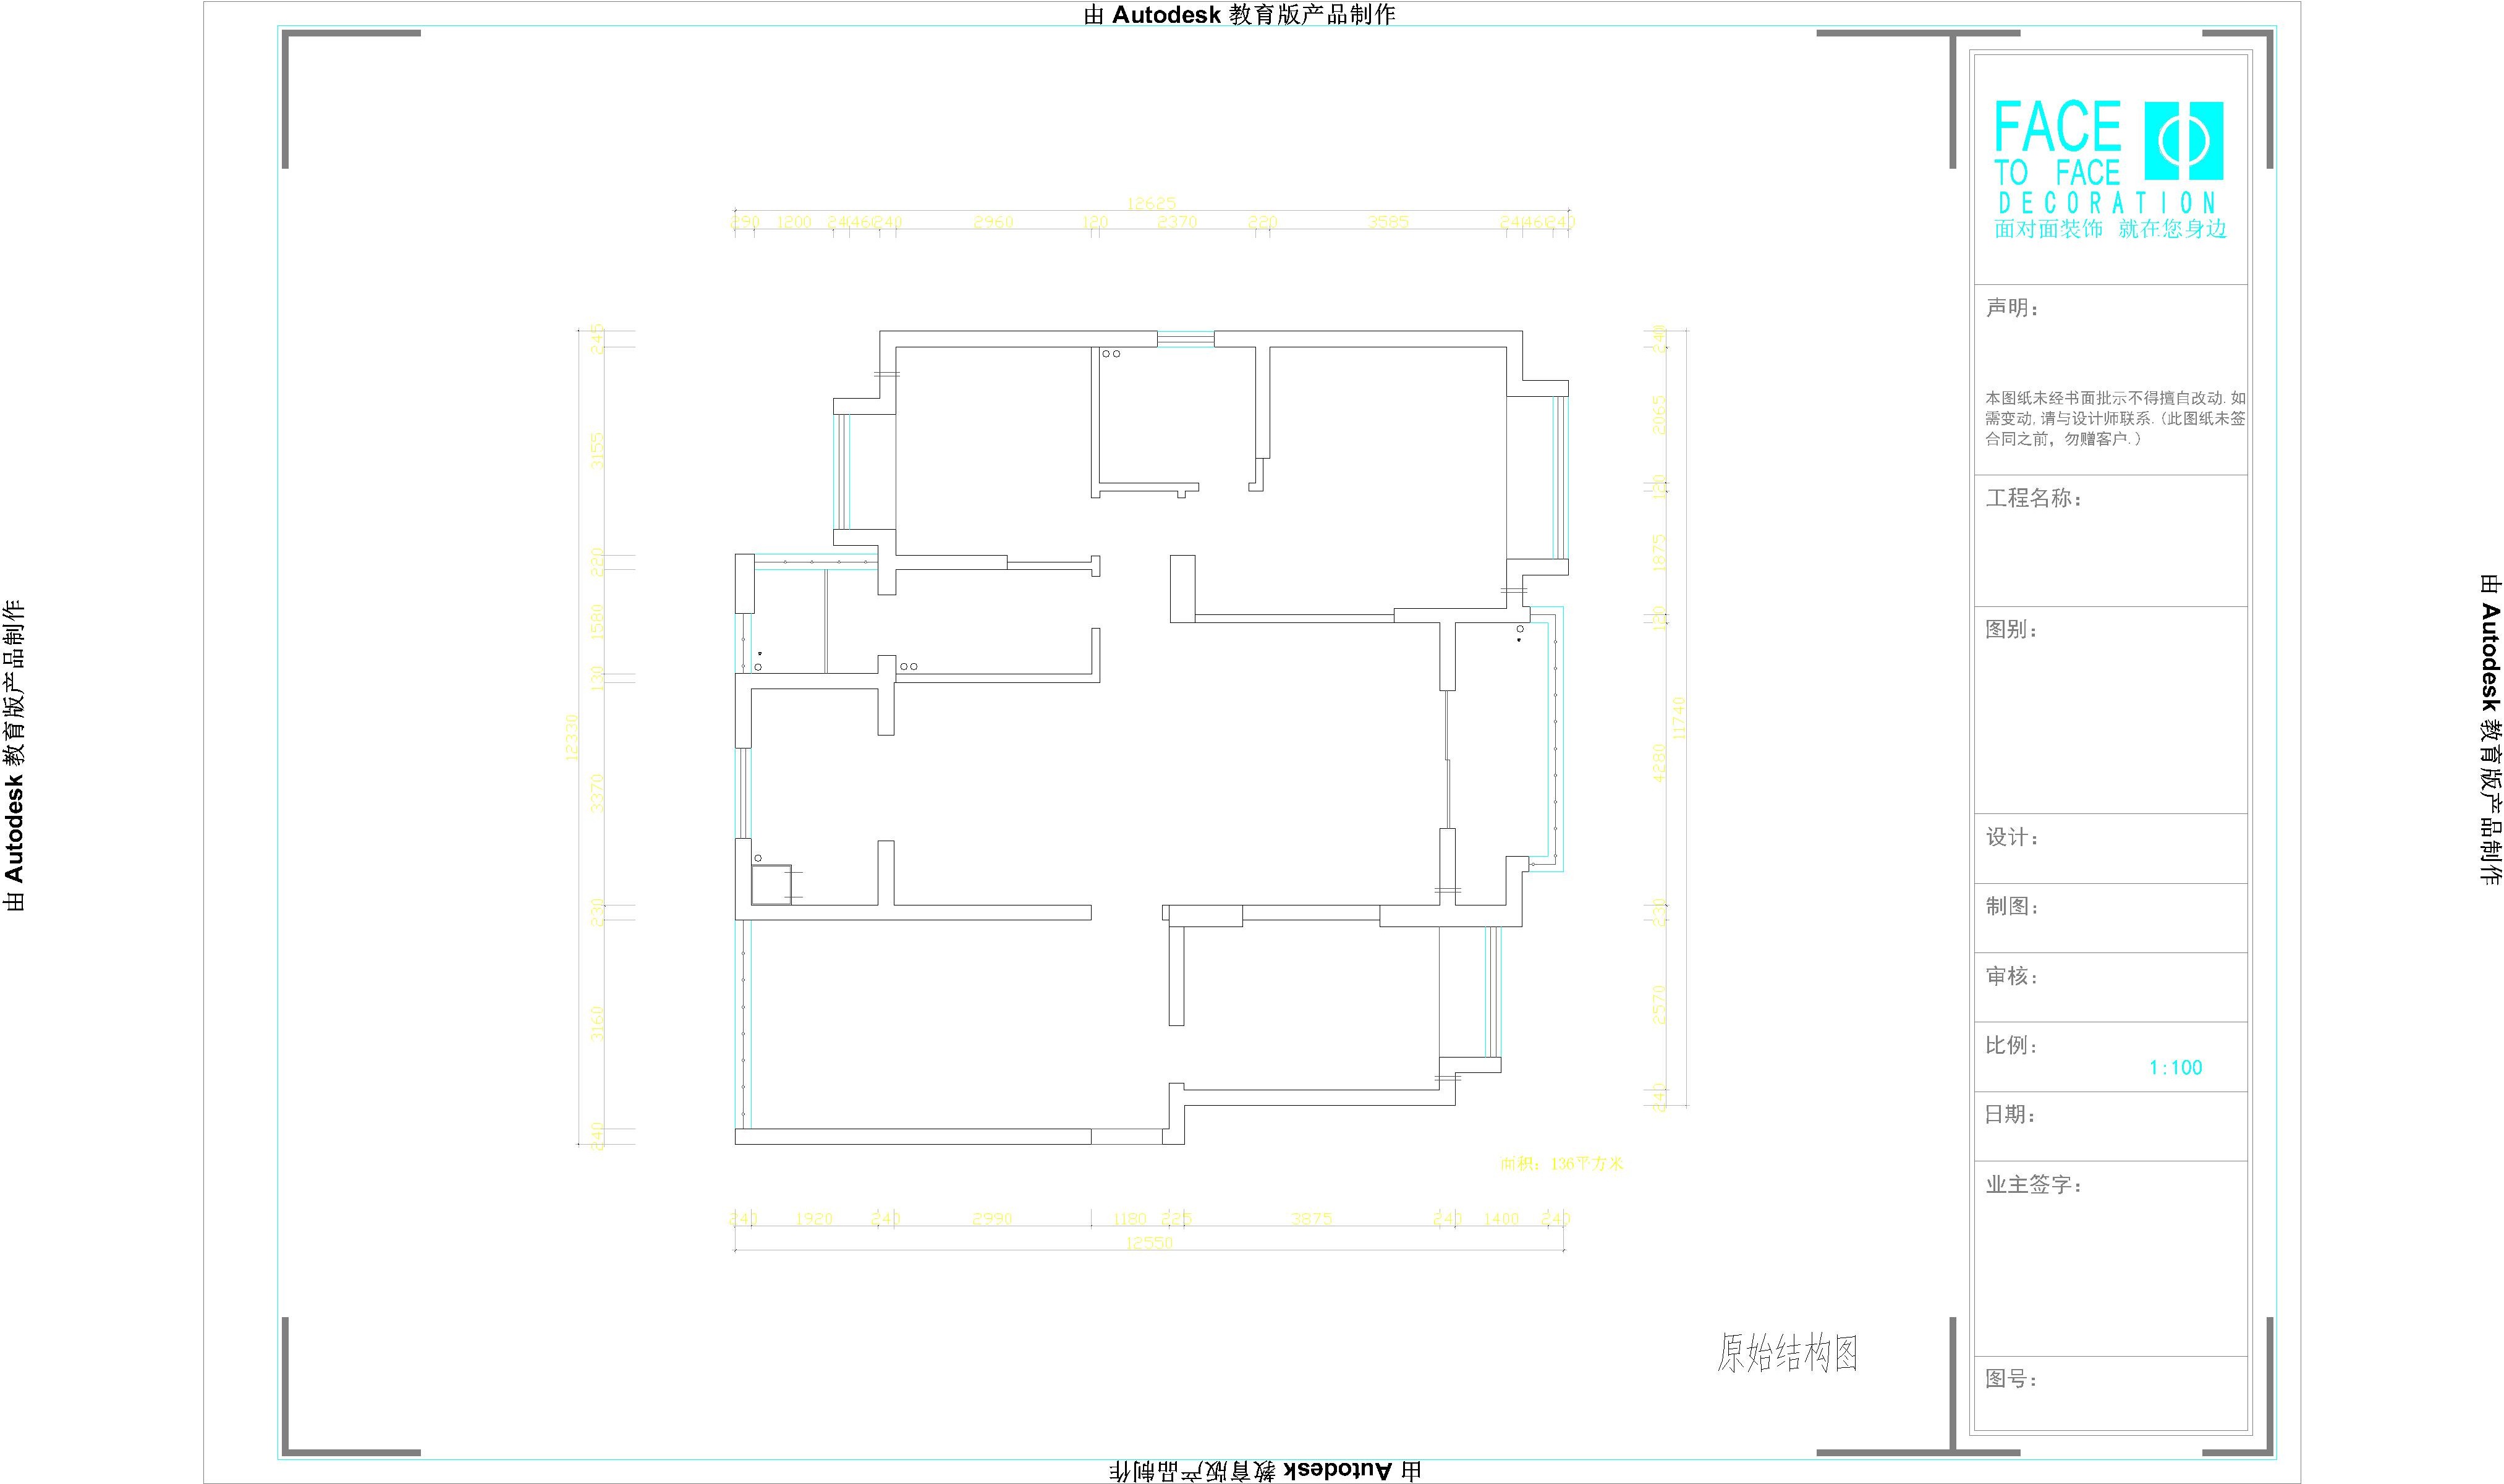 由 Autodesk 教育版产品制作
FACE
TO FACE
DECORATION
面对面装饰 就在您身边
声明：
本图纸未经书面批示不得擅自改动.如
需变动,请与设计师联系.(此图纸未签
合同之前，勿赠客户.)
工程名称：
图别：
设计：
制图：
审核：
比例：
1:100
日期：
业主签字：
图号：
12625
290 1200 240 460 240 2960 120 2370 220 3585 240 460 240
12330
245
3155
220
1580
130
3370
230
3160
240
240
2065
120
1875
120
4280
230
2570
240
11740
面积：136平方米
240 1920 240 2990 1180 225 3875 240 1400 240
12550
原始结构图
由 Autodesk 教育版产品制作
由 Autodesk 教育版产品制作
由 Autodesk 教育版产品制作